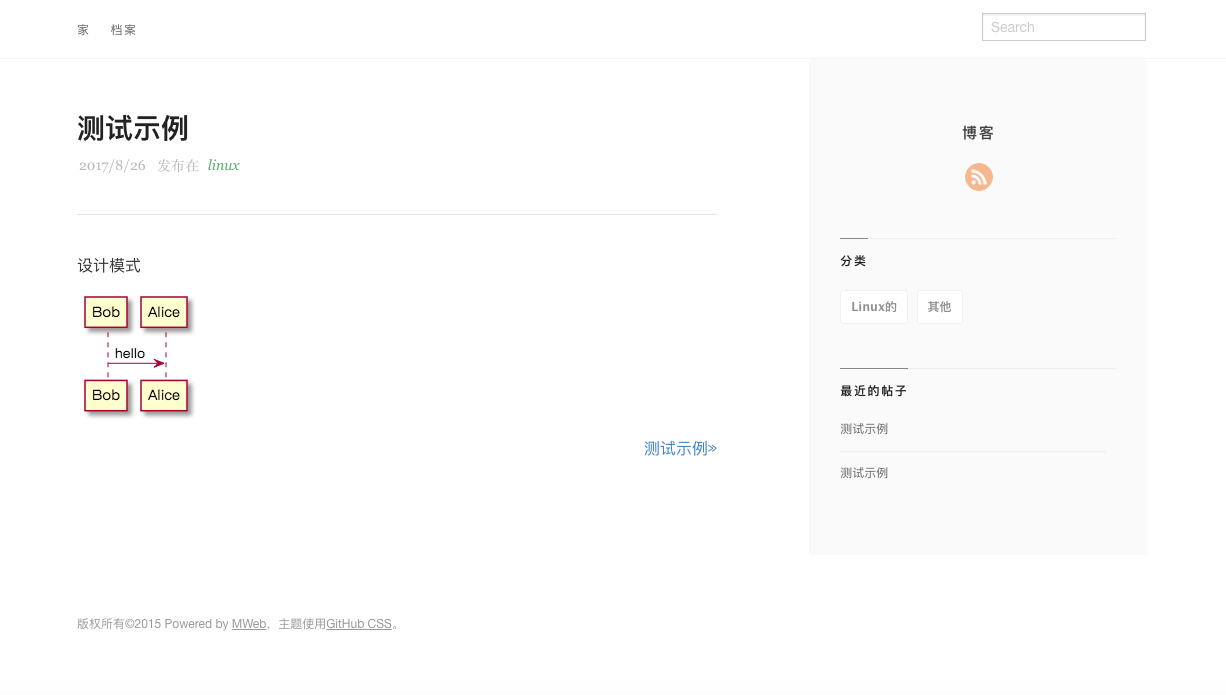 家 档案
Search
测试示例
2017/8/26 发布在 linux
设计模式
Bob Alice
hello
Bob Alice
测试示例»
博客
分类
Linux的 其他
最近的帖子
测试示例
测试示例
版权所有©2015 Powered by MWeb，主题使用GitHub CSS。